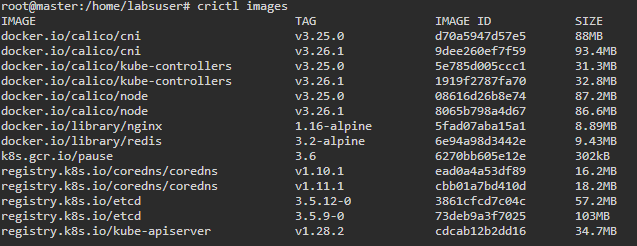 root@master:/home/labsuser# crictl images
IMAGE TAG IMAGE ID SIZE
docker.io/calico/cni v3.25.0 d70a5947d57e5 88MB
docker.io/calico/cni v3.26.1 9dee260ef7f59 93.4MB
docker.io/calico/kube-controllers v3.25.0 5e785d005ccc1 31.3MB
docker.io/calico/kube-controllers v3.26.1 1919f2787fa70 32.8MB
docker.io/calico/node v3.25.0 08616d26b8e74 87.2MB
docker.io/calico/node v3.26.1 8065b798a4d67 86.6MB
docker.io/library/nginx 1.16-alpine 5fad07aba15a1 8.89MB
docker.io/library/redis 3.2-alpine 6e94a98d3442e 9.43MB
k8s.gcr.io/pause 3.6 6270bb605e12e 302kB
registry.k8s.io/coredns/coredns v1.10.1 ead0a4a53df89 16.2MB
registry.k8s.io/coredns/coredns v1.11.1 cbb01a7bd410d 18.2MB
registry.k8s.io/etcd 3.5.12-0 3861cfcd7c04c 57.2MB
registry.k8s.io/etcd 3.5.9-0 73deb9a3f7025 103MB
registry.k8s.io/kube-apiserver v1.28.2 cdcab12b2dd16 34.7MB